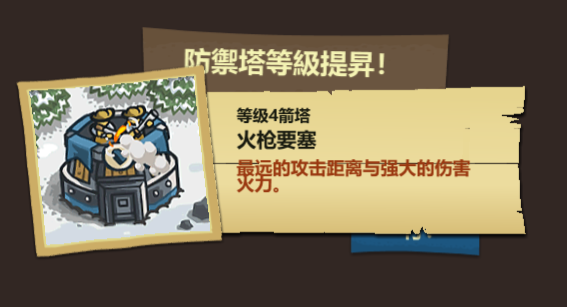 防禦塔等級提昇！
等级4箭塔
火枪要塞
最远的攻击距离与强大的伤害
火力。